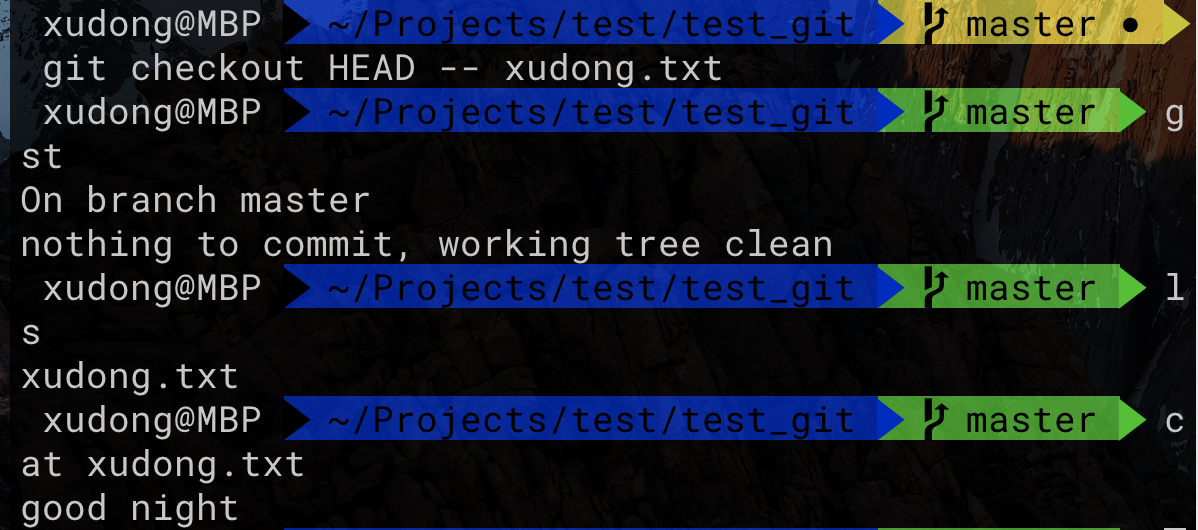 xudong@MBP ~/Projects/test/test_git master ●
git checkout HEAD -- xudong.txt
xudong@MBP ~/Projects/test/test_git master g
st
On branch master
nothing to commit, working tree clean
xudong@MBP ~/Projects/test/test_git master l
s
xudong.txt
xudong@MBP ~/Projects/test/test_git master c
at xudong.txt
good night